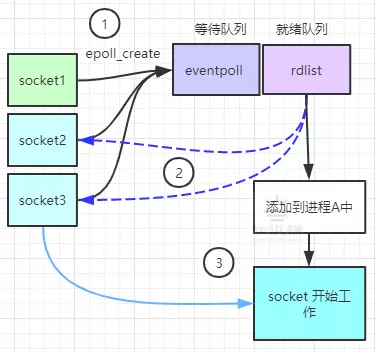 1
等待队列
就绪队列
epoll_create
socket1
eventpoll
rdlist
socket2
2
socket3
添加到进程A中
3
socket 开始工
作